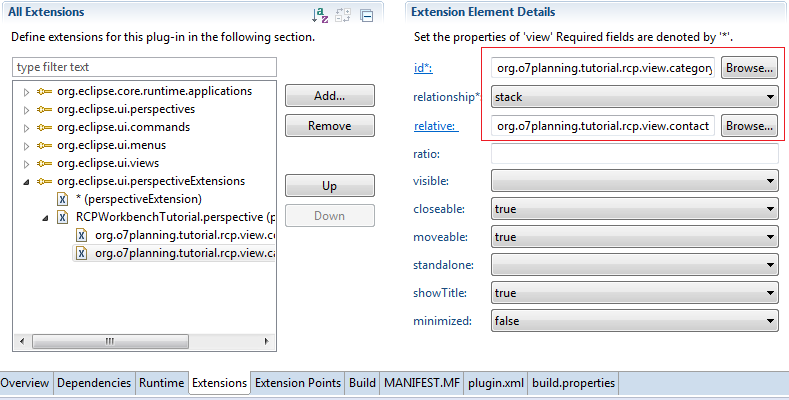 All Extensions
Define extensions for this plug-in in the following section.
type filter text
org.eclipse.core.runtime.applications
org.eclipse.ui.perspectives
org.eclipse.ui.commands
org.eclipse.ui.menus
org.eclipse.ui.views
org.eclipse.ui.perspectiveExtensions
* (perspectiveExtension)
RCPWorkbenchTutorial.perspective (p
org.o7planning.tutorial.rcp.view.co
org.o7planning.tutorial.rcp.view.ca
Add...
Remove
Up
Down
Extension Element Details
Set the properties of 'view' Required fields are denoted by '*'.
id*: org.o7planning.tutorial.rcp.view.category Browse...
relationship*: stack
relative: org.o7planning.tutorial.rcp.view.contact Browse...
ratio:
visible:
closeable: true
moveable: true
standalone:
showTitle: true
minimized: false
Overview Dependencies Runtime Extensions Extension Points Build MANIFEST.MF plugin.xml build.properties